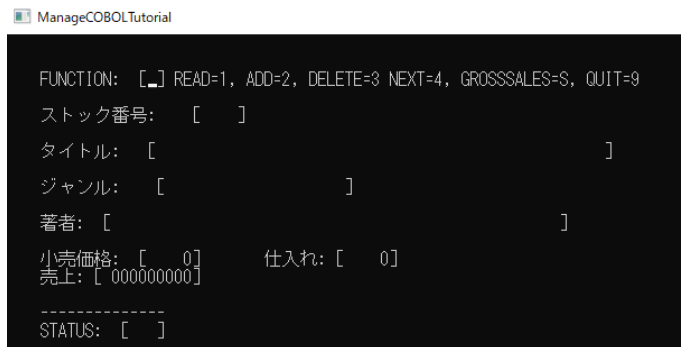 ManageCOBOLTutorial
FUNCTION: [_] READ=1, ADD=2, DELETE=3 NEXT=4, GROSSSALES=S, QUIT=9
ストック番号: [ ]
タイトル: [ ]
ジャンル: [ ]
著者: [ ]
小売価格: [ 0] 仕入れ: [ 0]
売上: [ 000000000]
--------------
STATUS: [ ]